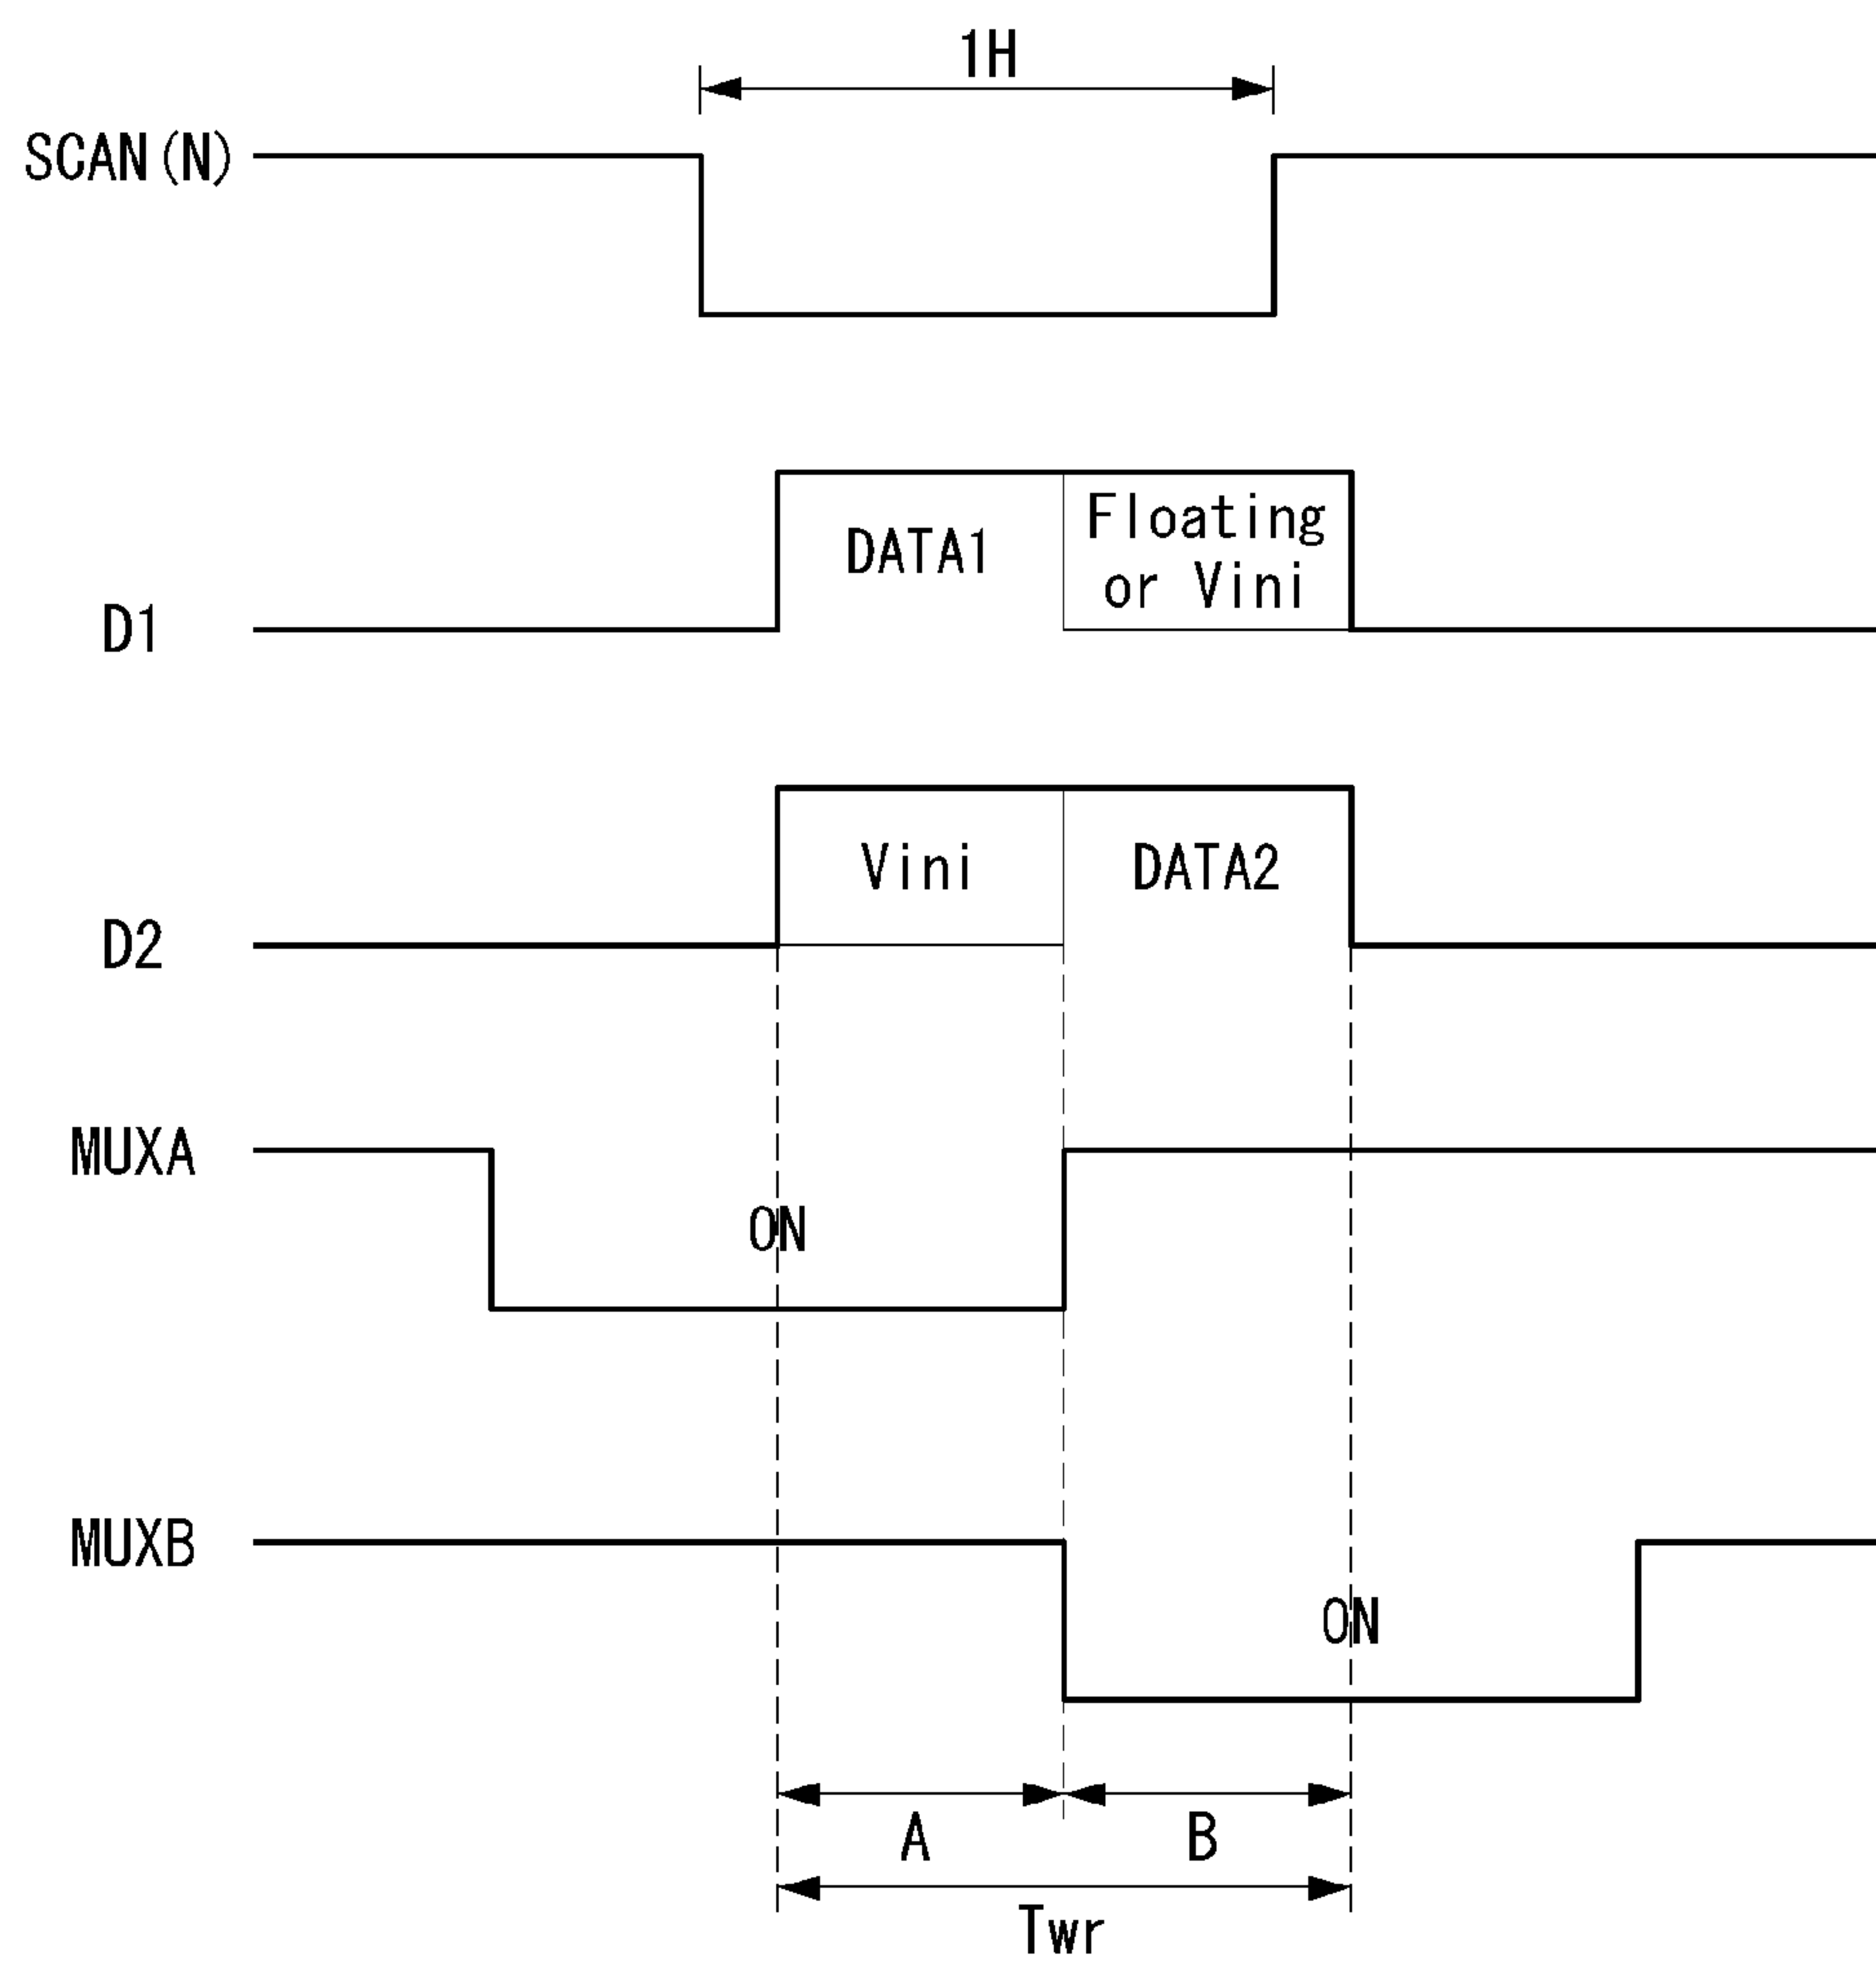 1H
SCAN(N)
DATA1
Floating
or Vini
D1
Vini
DATA2
D2
MUXA
ON
MUXB
ON
A
B
Twr